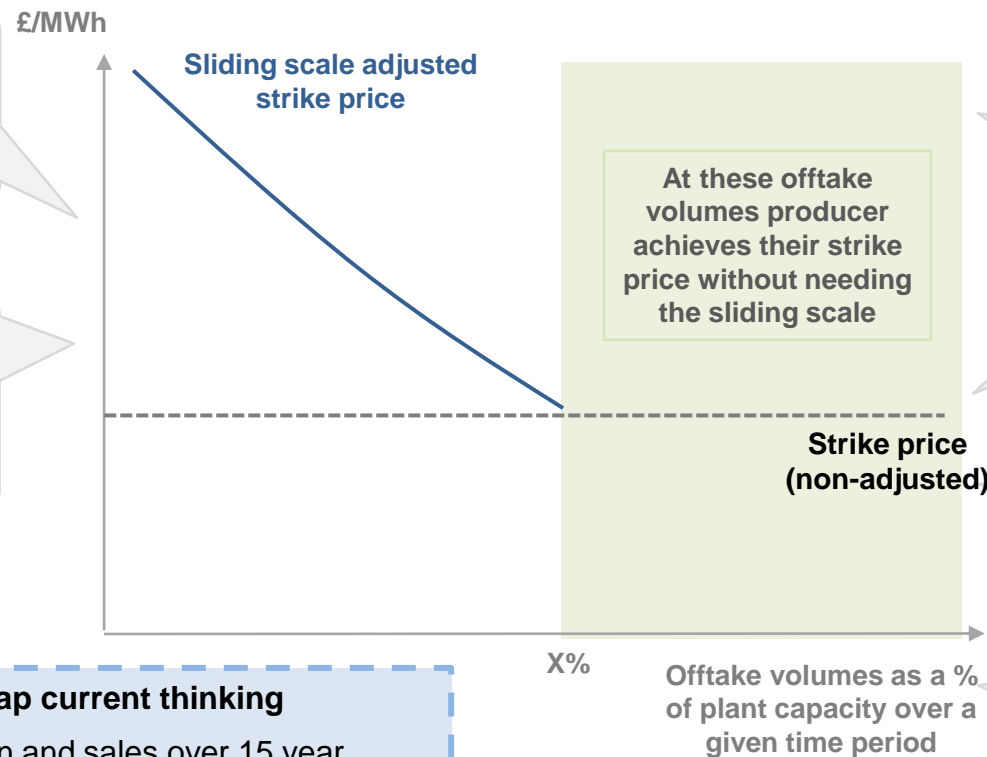 £/MWh
Sliding scale adjusted
strike price
At these offtake
volumes producer
achieves their strike
price without needing
the sliding scale
Strike price
(non-adjusted)
X%
Offtake volumes as a %
of plant capacity over a
given time period
ap current thinking
n and sales over 15 year